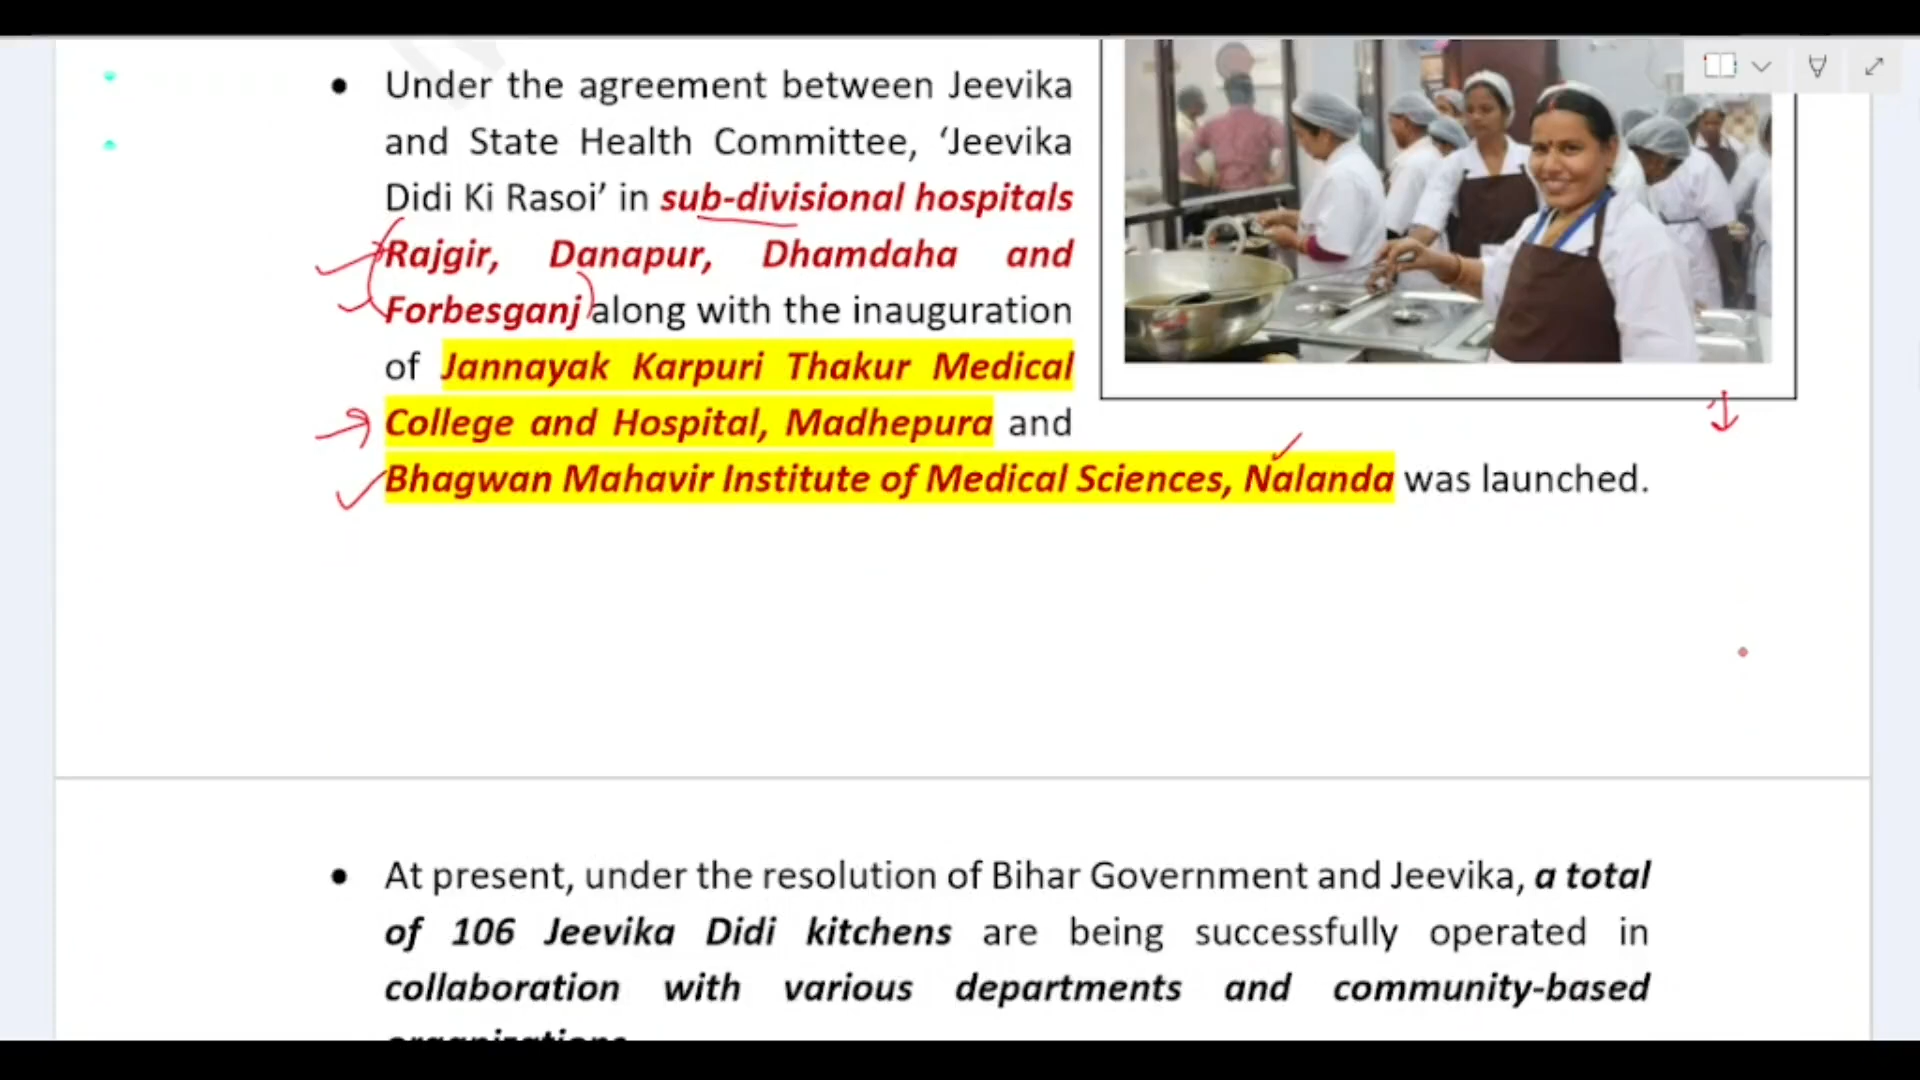 • Under the agreement between Jeevika
and State Health Committee, ‘Jeevika
Didi Ki Rasoi’ in sub-divisional hospitals
Rajgir, Danapur, Dhamdaha and
Forbesganj along with the inauguration
of Jannayak Karpuri Thakur Medical
College and Hospital, Madhepura and
Bhagwan Mahavir Institute of Medical Sciences, Nalanda was launched.
• At present, under the resolution of Bihar Government and Jeevika, a total
of 106 Jeevika Didi kitchens are being successfully operated in
collaboration with various departments and community-based
organizations